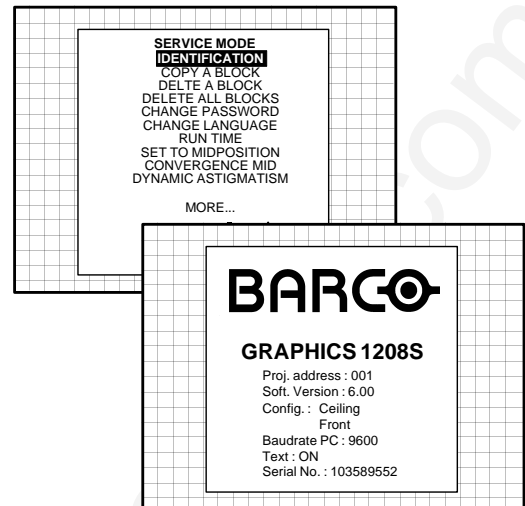 SERVICE MODE
IDENTIFICATION
COPY A BLOCK
DELTE A BLOCK
DELETE ALL BLOCKS
CHANGE PASSWORD
CHANGE LANGUAGE
RUN TIME
SET TO MIDPOSITION
CONVERGENCE MID
DYNAMIC ASTIGMATISM
MORE...
BARCO
GRAPHICS 1208S
Proj. address : 001
Soft. Version : 6.00
Config. : Ceiling
Front
Baudrate PC : 9600
Text : ON
Serial No. : 103589552